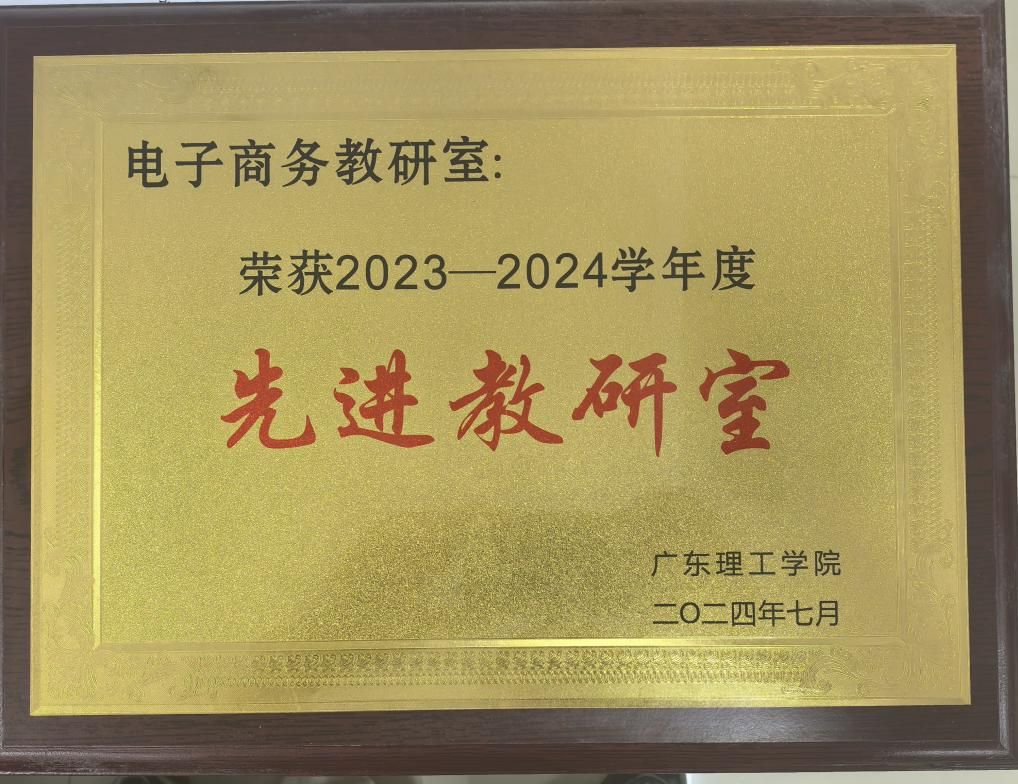 电子商务教研室:
荣获2023—2024学年度
先进教研室
广东理工学院
二〇二四年七月